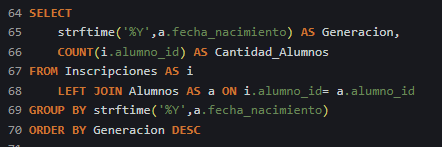 64 SELECT
65 strftime('%Y',a.fecha_nacimiento) AS Generacion,
66 COUNT(i.alumno_id) AS Cantidad_Alumnos
67 FROM Inscripciones AS i
68 LEFT JOIN Alumnos AS a ON i.alumno_id= a.alumno_id
69 GROUP BY strftime('%Y',a.fecha_nacimiento)
70 ORDER BY Generacion DESC